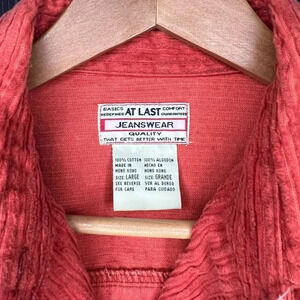 BASICS AT LAST COMFORT
REDEFINED GUARANTEED
JEANSWEAR
QUALITY
THAT GETS BETTER WITH TIME
100% COTTON
MADE IN
HONG KONG
SIZE: LARGE
SEE REVERSE
FOR CARE
100% ALGODON
HECHO EN
HONG KONG
SIZE: GRANDE
VER AL DORSO
PARA CUIDADO